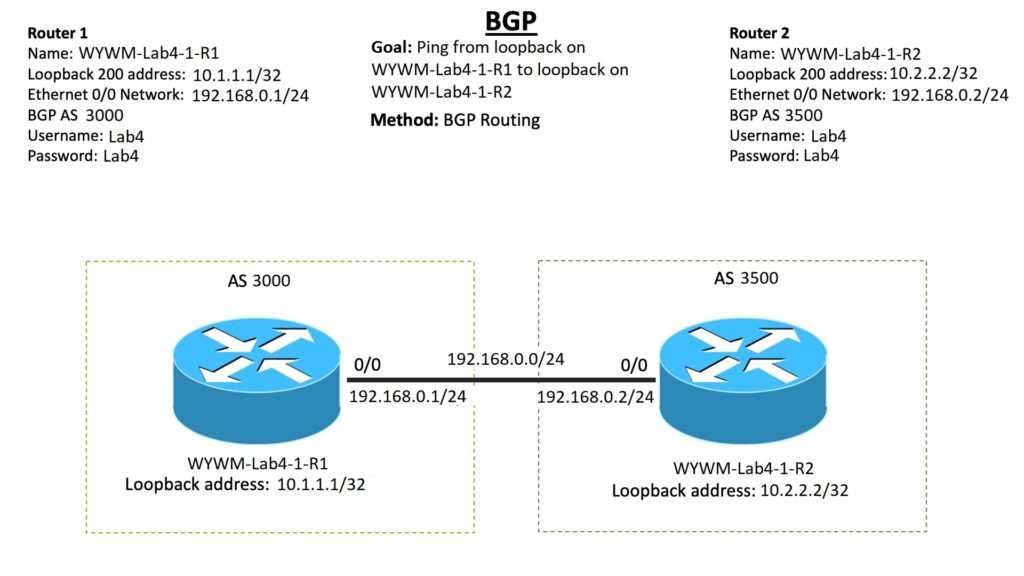 BGP
Router 1
Name: WYWM-Lab4-1-R1
Loopback 200 address: 10.1.1.1/32
Ethernet 0/0 Network: 192.168.0.1/24
BGP AS 3000
Username: Lab4
Password: Lab4
Goal: Ping from loopback on
WYWM-Lab4-1-R1 to loopback on
WYWM-Lab4-1-R2
Method: BGP Routing
Router 2
Name: WYWM-Lab4-1-R2
Loopback 200 address: 10.2.2.2/32
Ethernet 0/0 Network: 192.168.0.2/24
BGP AS 3500
Username: Lab4
Password: Lab4
AS 3000
AS 3500
0/0
192.168.0.0/24
0/0
192.168.0.1/24
192.168.0.2/24
WYWM-Lab4-1-R1
Loopback address: 10.1.1.1/32
WYWM-Lab4-1-R2
Loopback address: 10.2.2.2/32